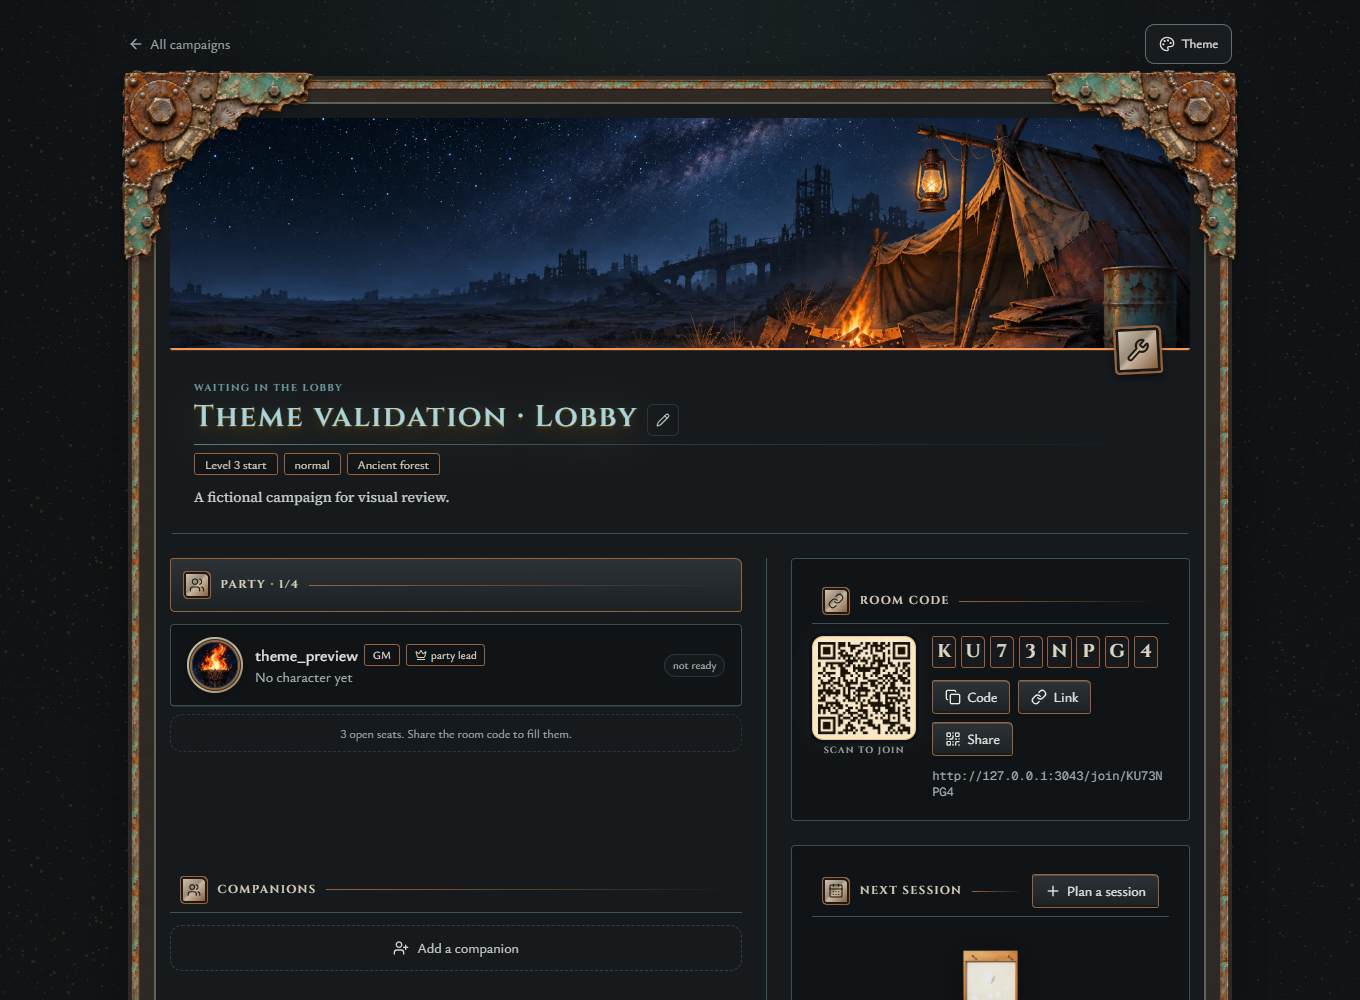 All campaigns
Theme
WAITING IN THE LOBBY
THEME VALIDATION · LOBBY
Level 3 start
normal
Ancient forest
A fictional campaign for visual review.
PARTY · 1/4
theme_preview
GM
party lead
No character yet
not ready
3 open seats. Share the room code to fill them.
COMPANIONS
Add a companion
ROOM CODE
K U 7 3 N P G 4
Code
Link
Share
SCAN TO JOIN
http://127.0.0.1:3043/join/KU73N
PG4
NEXT SESSION
Plan a session